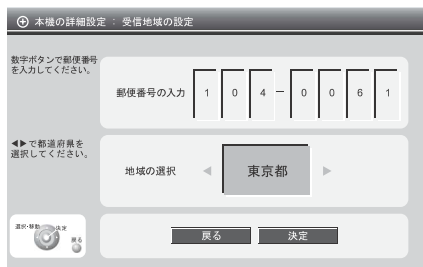 本機の詳細設定 : 受信地域の設定
数字ボタンで郵便番号
を入力してください。
郵便番号の入力 1 0 4 - 0 0 6 1
◀▶で都道府県を
選択してください。
地域の選択 ◀ 東京都 ▶
選択・移動 決定
戻る
戻る 決定